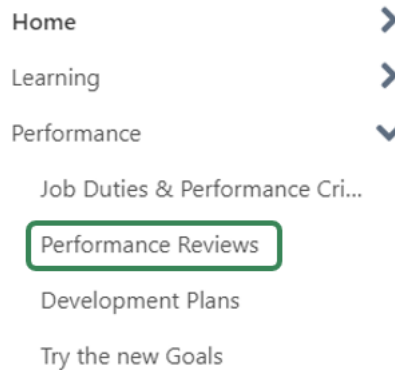 Home
Learning
Performance
Job Duties & Performance Cri...
Performance Reviews
Development Plans
Try the new Goals